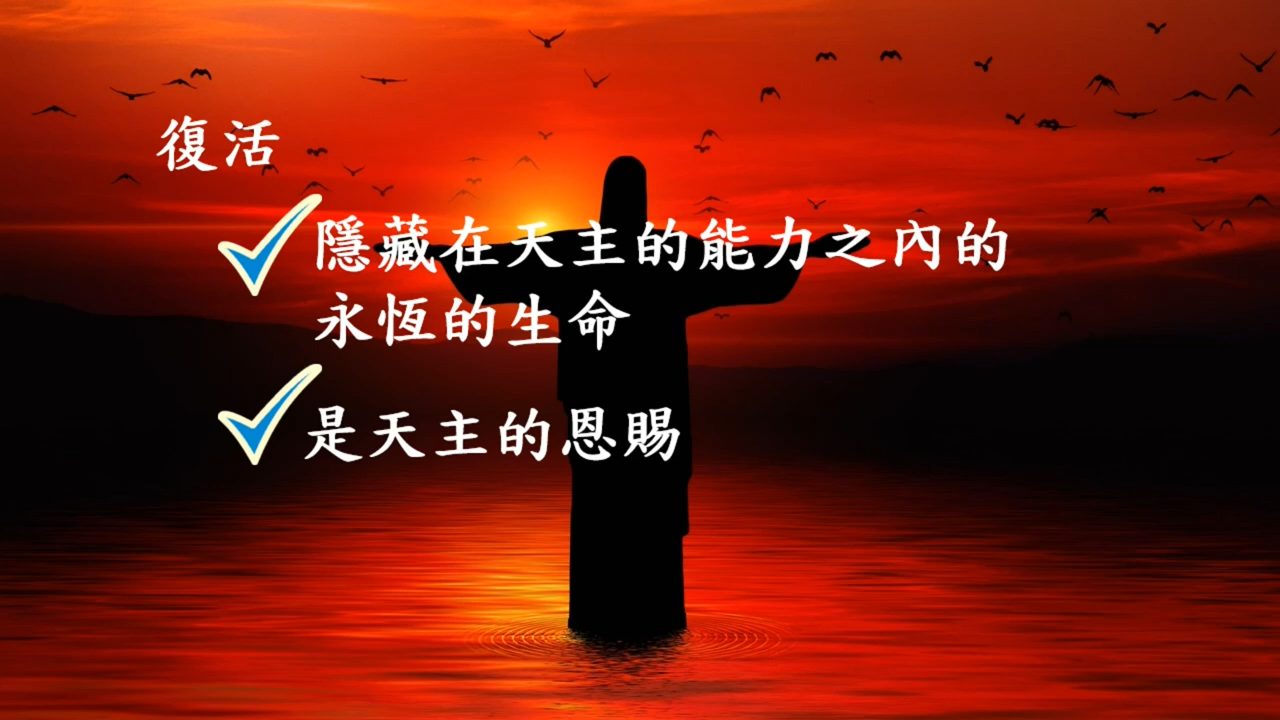 復活
隱藏在天主的能力之內的
永恆的生命
是天主的恩賜